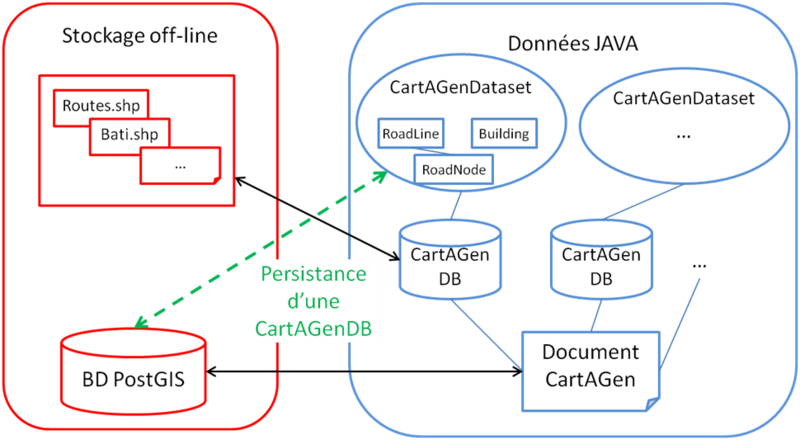 Stockage off-line
Routes.shp
Bati.shp
...
BD PostGIS
Persistance
d'une
CartAGenDB
Données JAVA
CartAGenDataset
RoadLine
Building
RoadNode
CartAGenDataset
...
CartAGen
DB
CartAGen
DB
...
Document
CartAGen